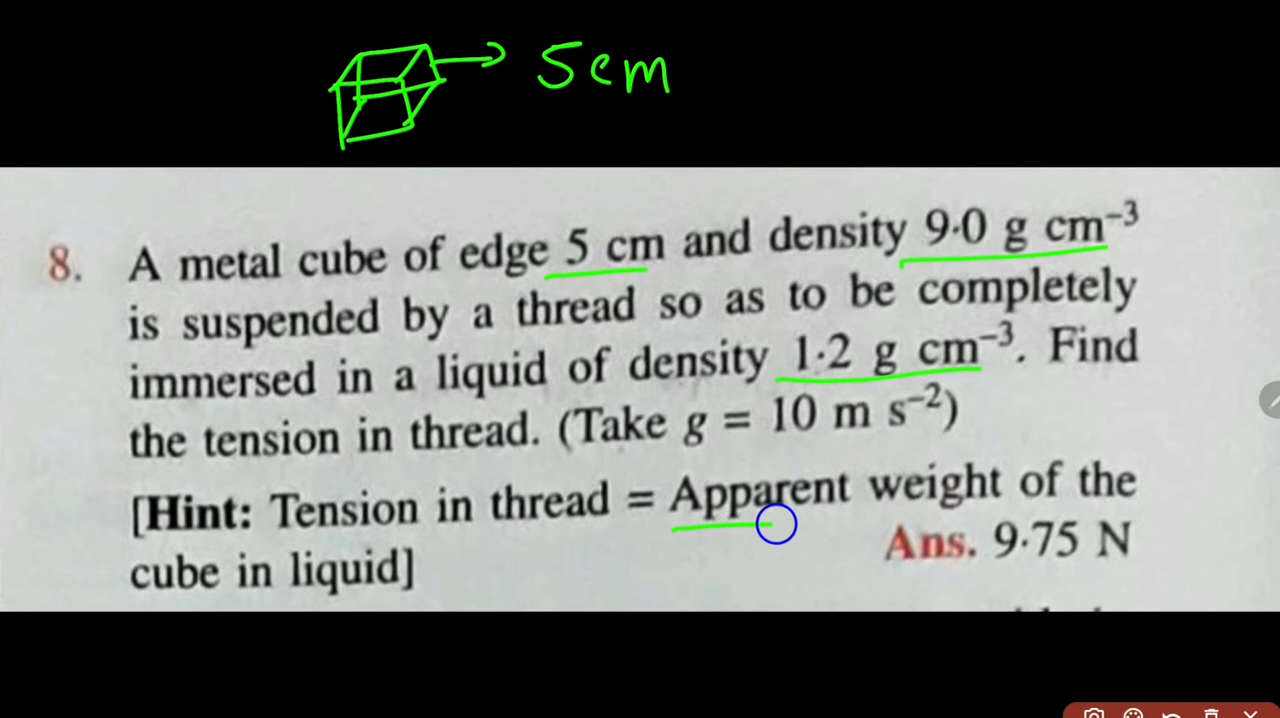 5 cm
8. A metal cube of edge 5 cm and density 9·0 g cm⁻³
is suspended by a thread so as to be completely
immersed in a liquid of density 1·2 g cm⁻³. Find
the tension in thread. (Take g = 10 m s⁻²)
[Hint: Tension in thread = Apparent weight of the
cube in liquid] Ans. 9·75 N